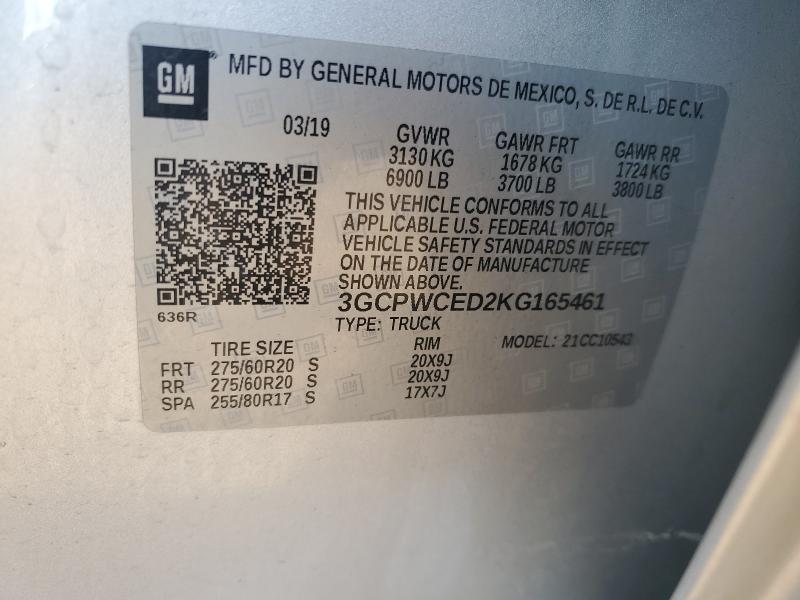 GM
MFD BY GENERAL MOTORS DE MEXICO, S. DE R.L. DE C.V.
03/19 GVWR GAWR FRT GAWR RR
3130 KG 1678 KG 1724 KG
6900 LB 3700 LB 3800 LB
THIS VEHICLE CONFORMS TO ALL
APPLICABLE U.S. FEDERAL MOTOR
VEHICLE SAFETY STANDARDS IN EFFECT
ON THE DATE OF MANUFACTURE
SHOWN ABOVE.
3GCPWCED2KG165461
636R
TYPE: TRUCK MODEL: 21CC10543
TIRE SIZE RIM
FRT 275/60R20 S 20X9J
RR 275/60R20 S 20X9J
SPA 255/80R17 S 17X7J